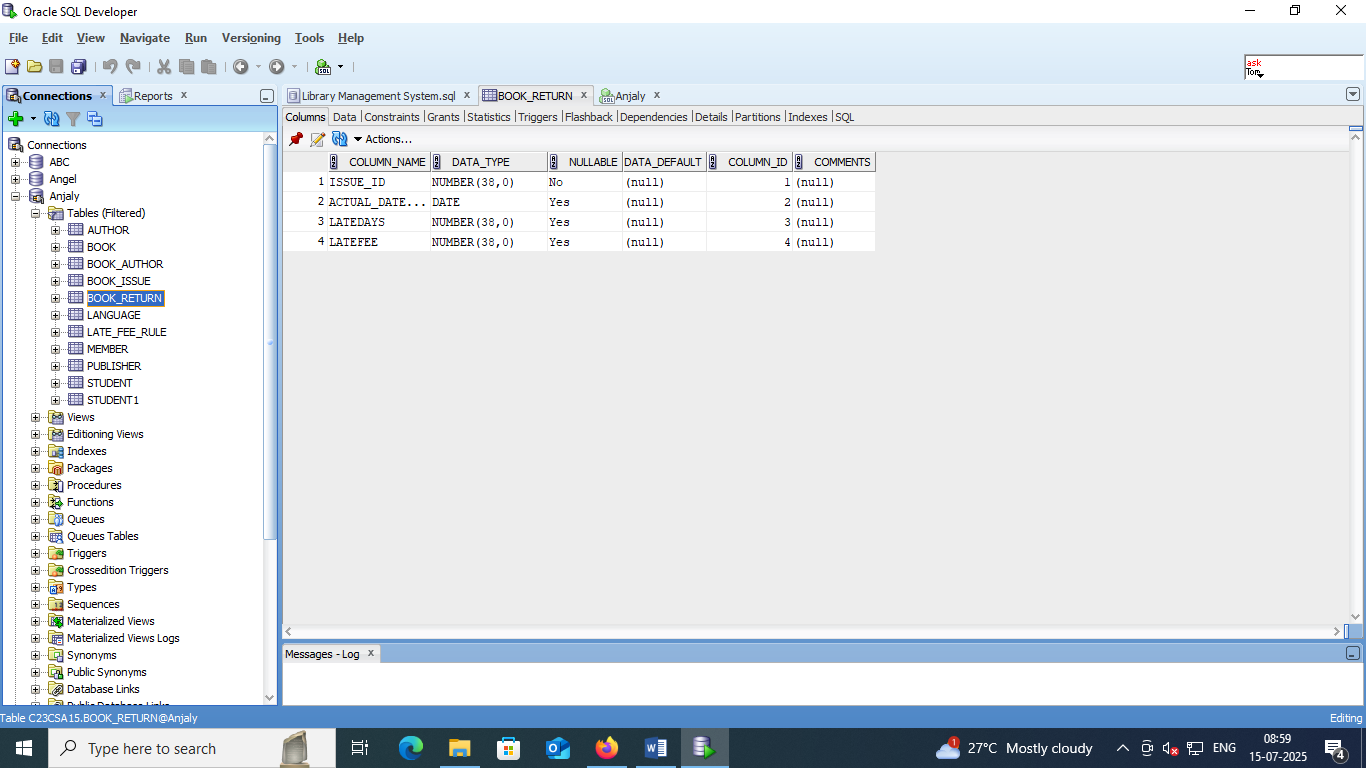 Oracle SQL Developer
File Edit View Navigate Run Versioning Tools Help
SQL
ask
Tom
Connections
Reports
Library Management System.sql
BOOK_RETURN
Anjaly
Columns Data Constraints Grants Statistics Triggers Flashback Dependencies Details Partitions Indexes SQL
Actions...
COLUMN_NAME DATA_TYPE NULLABLE DATA_DEFAULT COLUMN_ID COMMENTS
1 ISSUE_ID NUMBER(38,0) No (null) 1 (null)
2 ACTUAL_DATE... DATE Yes (null) 2 (null)
3 LATEDAYS NUMBER(38,0) Yes (null) 3 (null)
4 LATEFEE NUMBER(38,0) Yes (null) 4 (null)
Connections
ABC
Angel
Anjaly
Tables (Filtered)
AUTHOR
BOOK
BOOK_AUTHOR
BOOK_ISSUE
BOOK_RETURN
LANGUAGE
LATE_FEE_RULE
MEMBER
PUBLISHER
STUDENT
STUDENT1
Views
Editioning Views
Indexes
Packages
Procedures
Functions
Queues
Queues Tables
Triggers
Crossedition Triggers
Types
Sequences
Materialized Views
Materialized Views Logs
Synonyms
Public Synonyms
Database Links
Public Database Links
Messages - Log
Table C23CSA15.BOOK_RETURN@Anjaly
Editing
Type here to search
1
27°C Mostly cloudy
ENG
08:59
15-07-2025
4